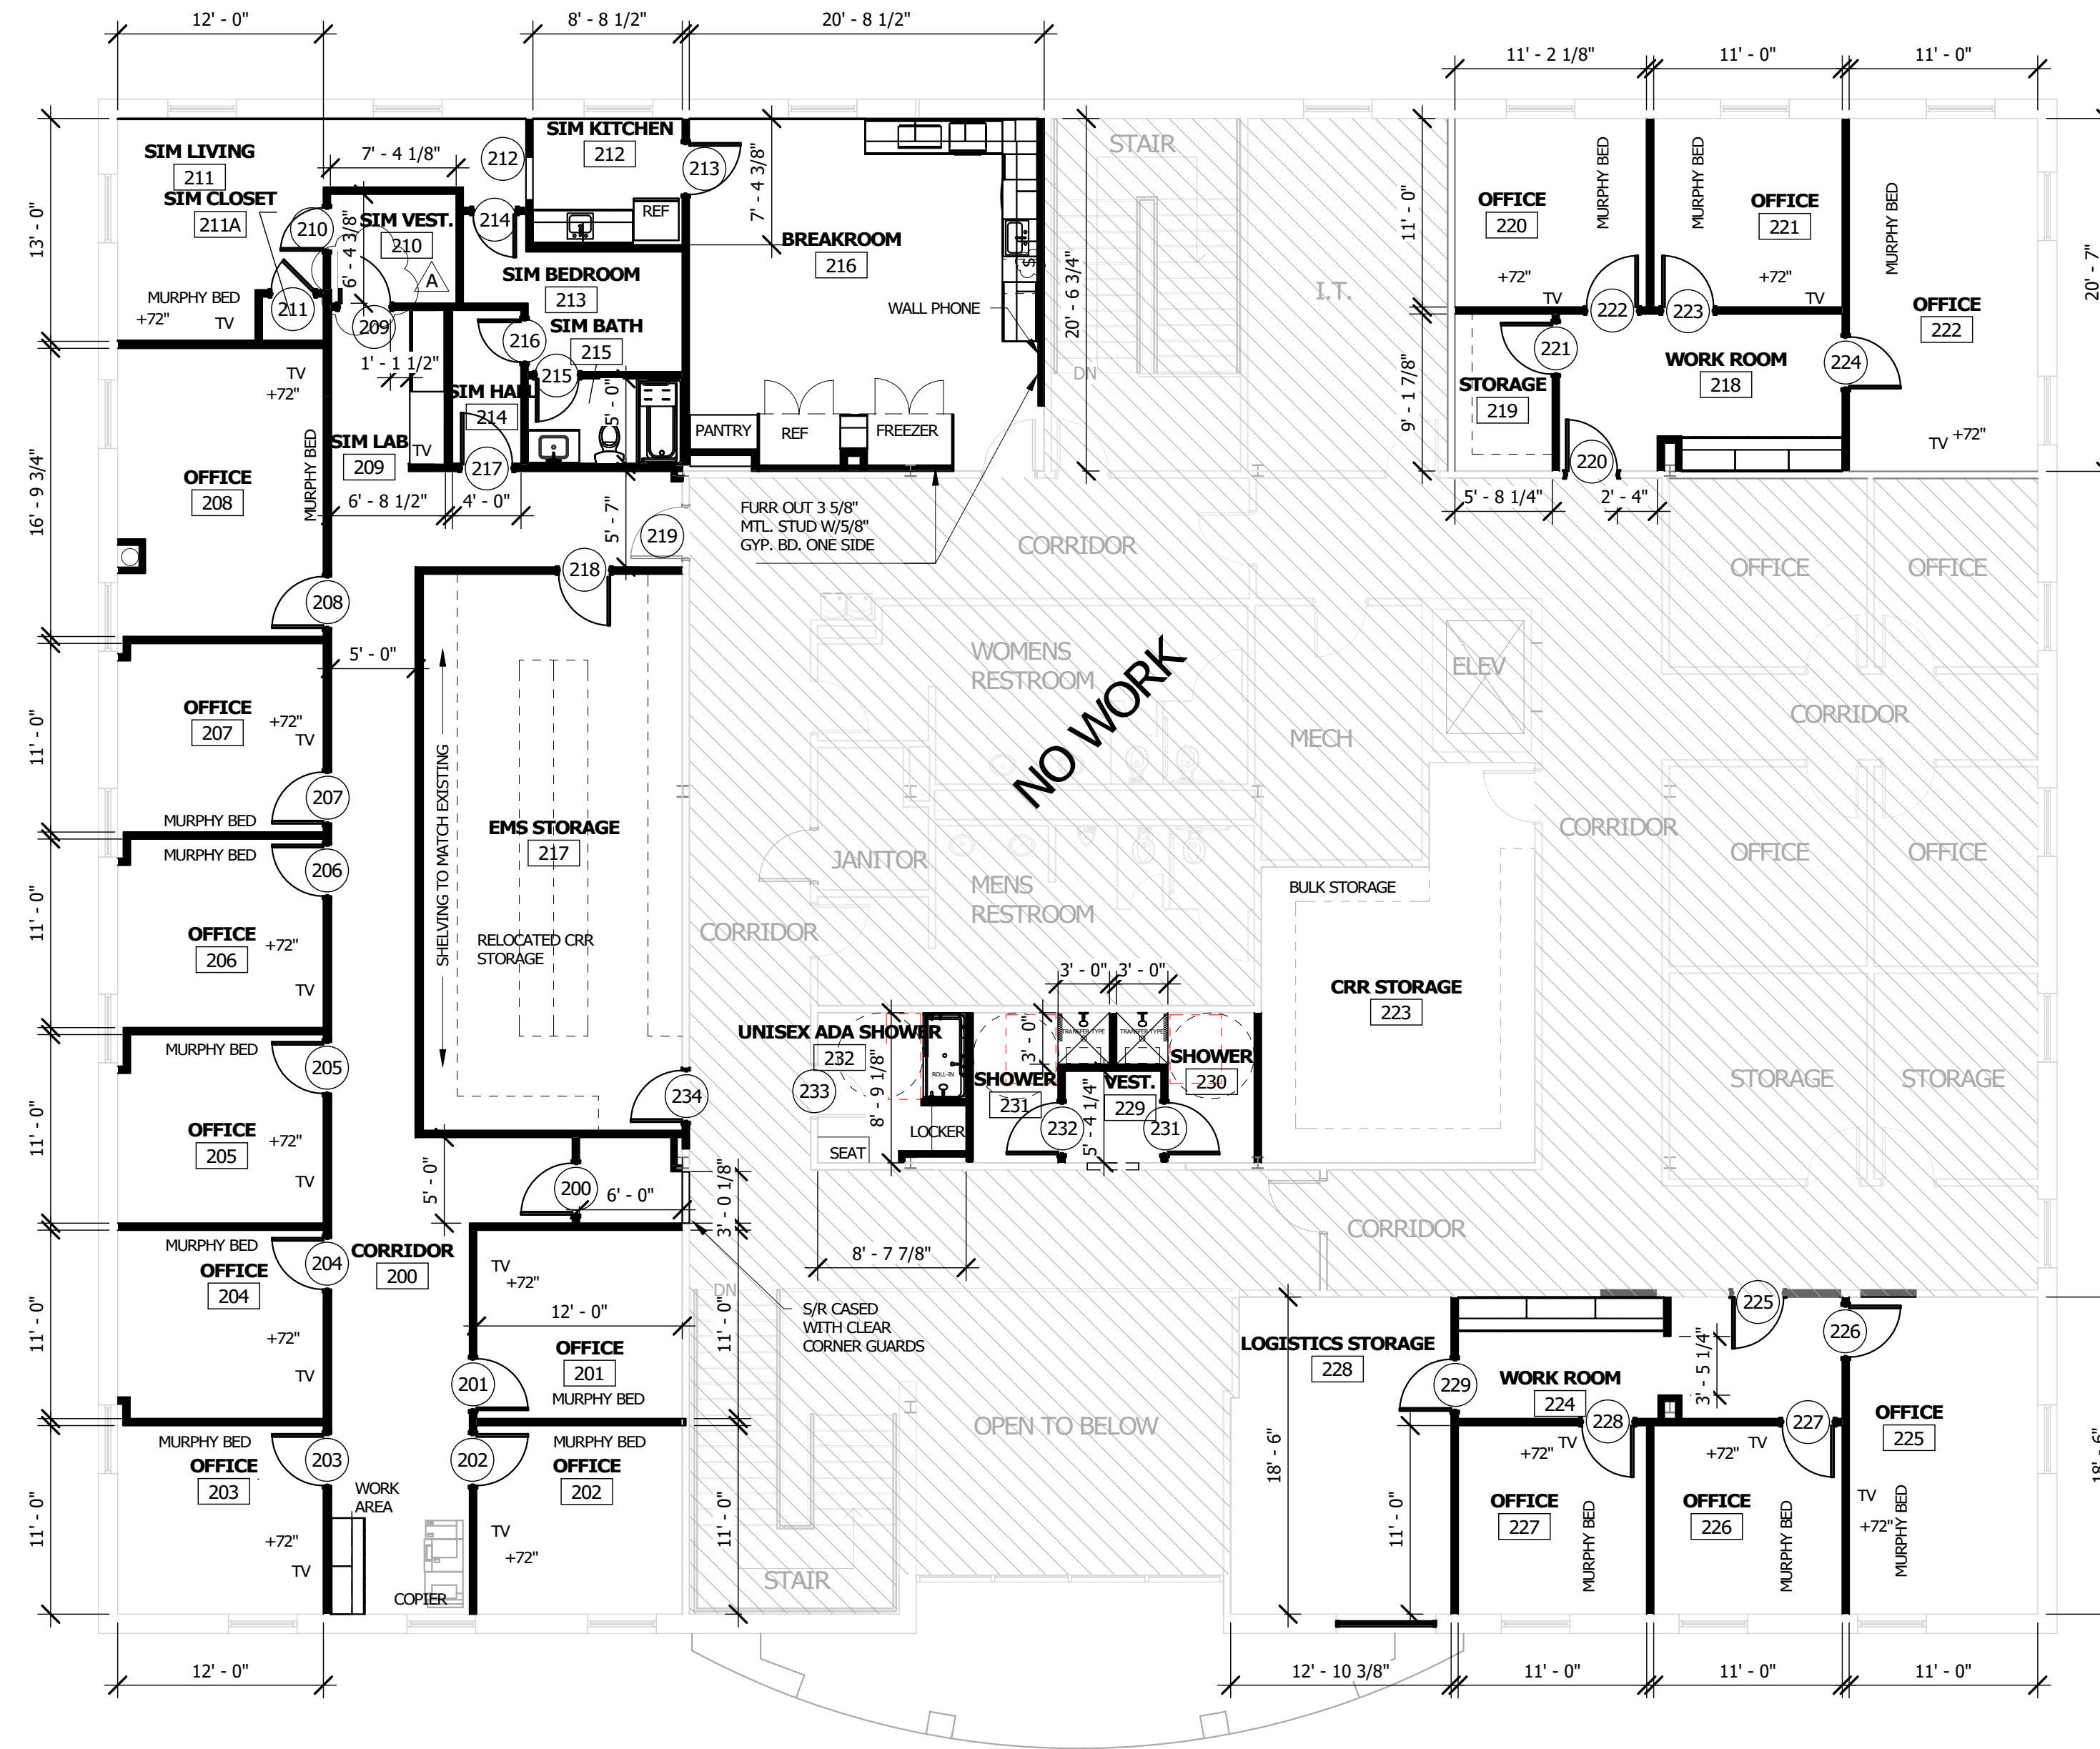 12' - 0"
8' - 8 1/2"
20' - 8 1/2"
11' - 2 1/8"
11' - 0"
11' - 0"
SIM LIVING
211
SIM CLOSET
211A
13' - 0"
7' - 4 1/8"
212
SIM KITCHEN
212
213
7' - 4 3/8"
210
6' - 4 3/8"
SIM VEST.
210
A
214
REF
MURPHY BED
+72"
TV
211
209
SIM BEDROOM
213
216
SIM BATH
215
215
1' - 1 1/2"
SIM HALL
214
5' - 0"
SIM LAB
209
TV
217
6' - 8 1/2"
4' - 0"
5' - 7"
219
BREAKROOM
216
WALL PHONE
PANTRY
REF
FREEZER
20' - 6 3/4"
FURR OUT 3 5/8"
MTL. STUD W/5/8"
GYP. BD. ONE SIDE
STAIR
DN
I.T.
CORRIDOR
11' - 0"
9' - 1 7/8"
OFFICE
220
MURPHY BED
+72"
TV
222
MURPHY BED
OFFICE
221
+72"
TV
223
MURPHY BED
OFFICE
222
TV
+72"
20' - 7"
221
STORAGE
219
WORK ROOM
218
224
220
5' - 8 1/4"
2' - 4"
TV
+72"
MURPHY BED
OFFICE
208
16' - 9 3/4"
208
218
5' - 0"
OFFICE
207
+72"
TV
11' - 0"
207
MURPHY BED
MURPHY BED
206
OFFICE
206
+72"
TV
11' - 0"
MURPHY BED
205
OFFICE
205
+72"
TV
11' - 0"
SHELVING TO MATCH EXISTING
EMS STORAGE
217
RELOCATED CRR
STORAGE
234
5' - 0"
200
6' - 0"
3' - 0 1/8"
WOMENS
RESTROOM
NO WORK
MECH
ELEV
JANITOR
MENS
RESTROOM
CORRIDOR
OFFICE
OFFICE
CORRIDOR
CORRIDOR
OFFICE
OFFICE
STORAGE
STORAGE
BULK STORAGE
CRR STORAGE
223
3' - 0"
3' - 0"
UNISEX ADA SHOWER
232
233
8' - 9 1/8"
ROLL-IN
LOCKER
SEAT
3' - 0"
TRANSFER TYPE
TRANSFER TYPE
SHOWER
231
232
5' - 4 1/4"
VEST.
229
231
SHOWER
230
8' - 7 7/8"
CORRIDOR
MURPHY BED
204
OFFICE
204
+72"
TV
11' - 0"
CORRIDOR
200
TV
+72"
12' - 0"
OFFICE
201
MURPHY BED
201
11' - 0"
DN
S/R CASED
WITH CLEAR
CORNER GUARDS
MURPHY BED
203
OFFICE
203
+72"
TV
11' - 0"
WORK
AREA
COPIER
202
MURPHY BED
OFFICE
202
TV
+72"
11' - 0"
STAIR
OPEN TO BELOW
LOGISTICS STORAGE
228
18' - 6"
229
WORK ROOM
224
3' - 5 1/4"
225
226
228
227
11' - 0"
+72"
TV
OFFICE
227
MURPHY BED
+72"
TV
OFFICE
226
MURPHY BED
OFFICE
225
TV
+72"
MURPHY BED
18' - 6"
12' - 0"
12' - 10 3/8"
11' - 0"
11' - 0"
11' - 0"